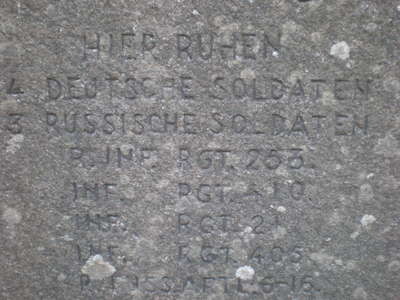 HIER RUHEN
4 DEUTSCHE SOLDATEN
3 RUSSISCHE SOLDATEN
R. INF. RGT. 253.
INF. RGT. 410.
INF. RGT. 21.
INF. RGT. 405.